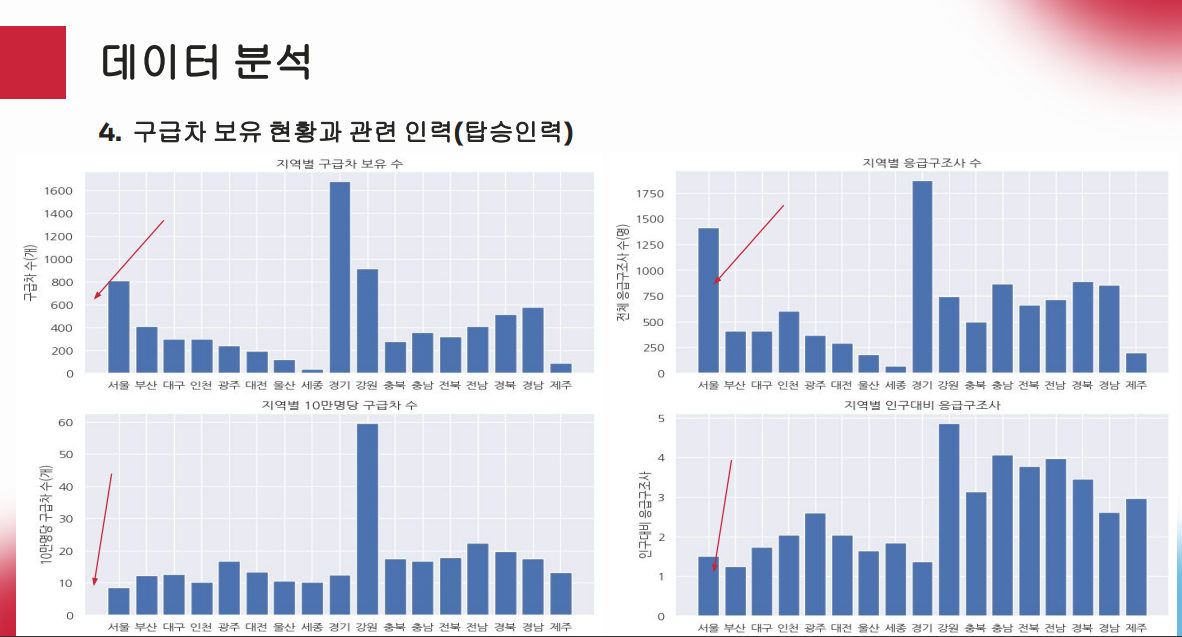 데이터 분석
4. 구급차 보유 현황과 관련 인력(탑승인력)
지역별 구급차 보유 수
구급차 수(개)
1600
1400
1200
1000
800
600
400
200
0
서울 부산 대구 인천 광주 대전 울산 세종 경기 강원 충북 충남 전북 전남 경북 경남 제주
지역별 응급구조사 수
전체 응급구조사 수(명)
1750
1500
1250
1000
750
500
250
0
서울 부산 대구 인천 광주 대전 울산 세종 경기 강원 충북 충남 전북 전남 경북 경남 제주
지역별 10만명당 구급차 수
10만명당 구급차 수(개)
60
50
40
30
20
10
0
서울 부산 대구 인천 광주 대전 울산 세종 경기 강원 충북 충남 전북 전남 경북 경남 제주
지역별 인구대비 응급구조사
인구대비 응급구조사
5
4
3
2
1
0
서울 부산 대구 인천 광주 대전 울산 세종 경기 강원 충북 충남 전북 전남 경북 경남 제주